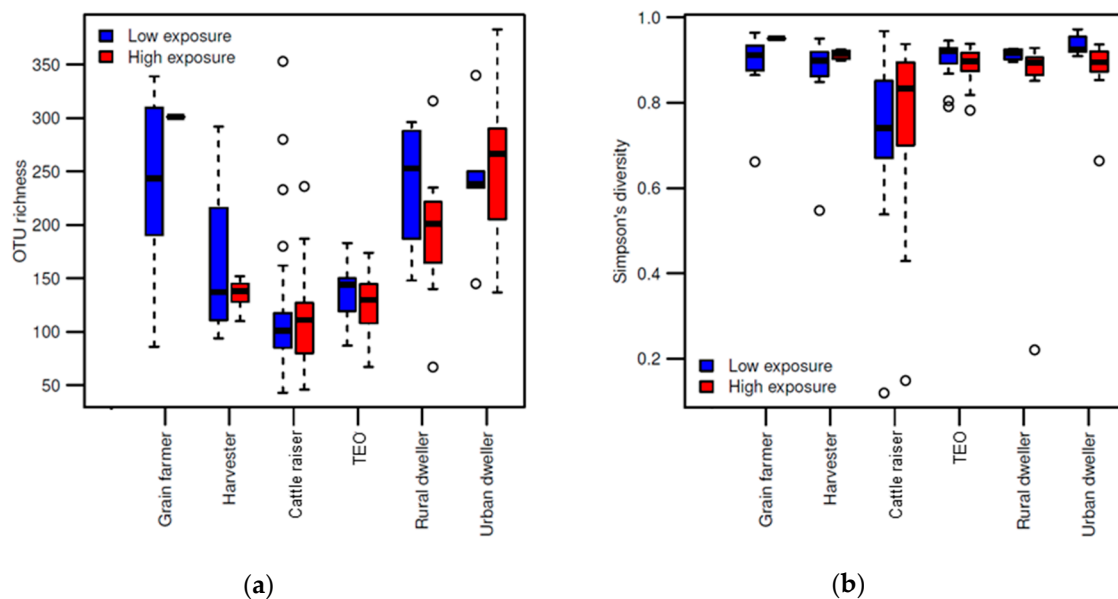 Low exposure
High exposure
OTU richness
350
300
250
200
150
100
50
Grain farmer
Harvester
Cattle raiser
TEO
Rural dweller
Urban dweller
(a)
Simpson's diversity
1.0
0.8
0.6
0.4
0.2
Low exposure
High exposure
Grain farmer
Harvester
Cattle raiser
TEO
Rural dweller
Urban dweller
(b)